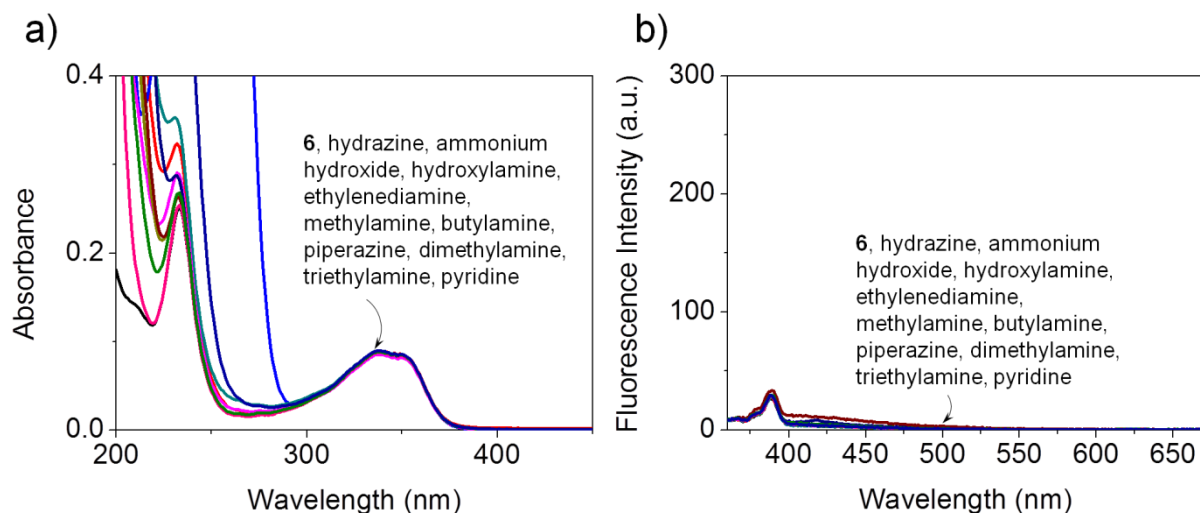 a)
0.4
0.2
0.0
Absorbance
6, hydrazine, ammonium
hydroxide, hydroxylamine,
ethylenediamine,
methylamine, butylamine,
piperazine, dimethylamine,
triethylamine, pyridine
200 300 400
Wavelength (nm)
b)
300
200
100
0
Fluorescence Intensity (a.u.)
6, hydrazine, ammonium
hydroxide, hydroxylamine,
ethylenediamine,
methylamine, butylamine,
piperazine, dimethylamine,
triethylamine, pyridine
400 450 500 550 600 650
Wavelength (nm)